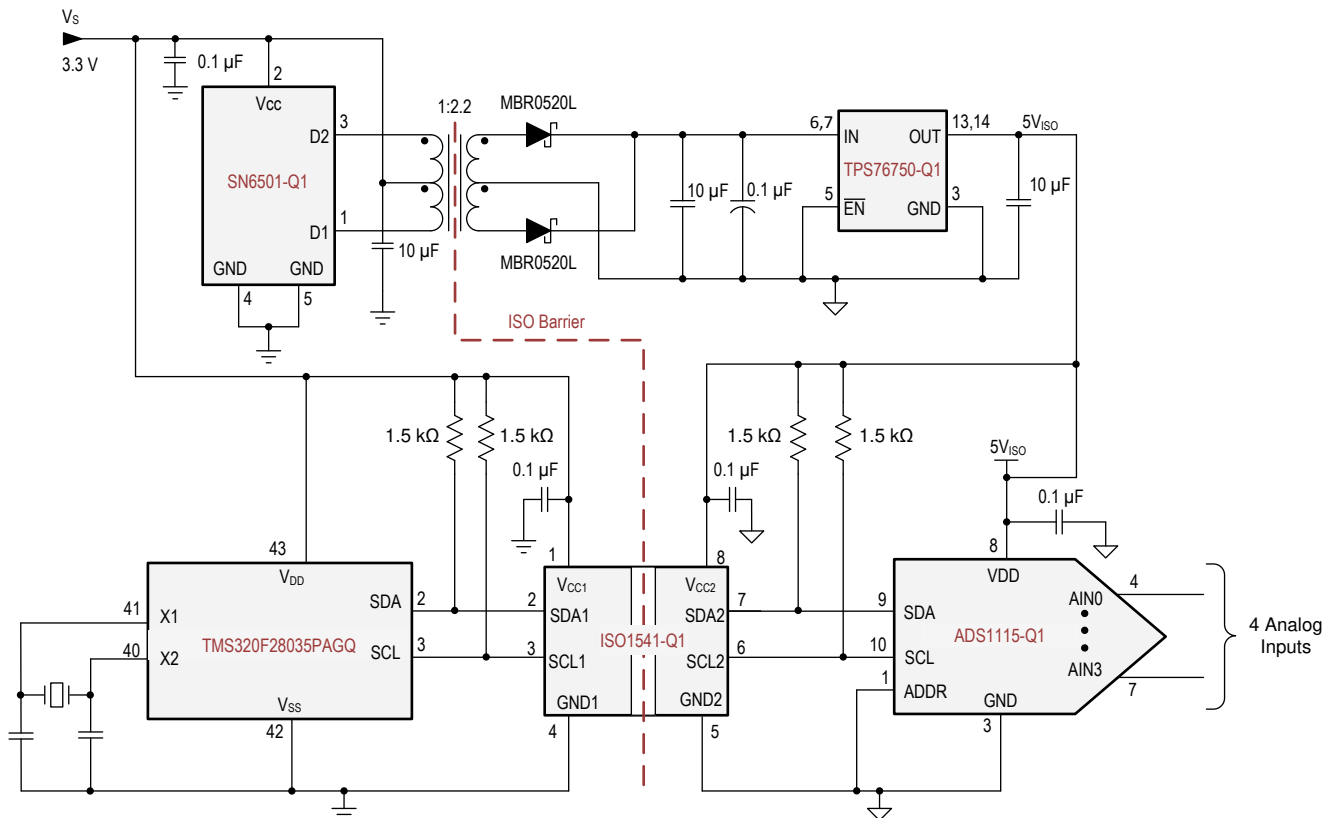 VS
3.3 V
0.1 µF
2
Vcc
D2
3
SN6501-Q1
D1
1
GND
GND
4
5
1:2.2
10 µF
MBR0520L
MBR0520L
10 µF
0.1 µF
6,7
IN
OUT
13,14
5VISO
TPS76750-Q1
5
EN
GND
3
10 µF
ISO Barrier
1.5 kΩ
1.5 kΩ
0.1 µF
1.5 kΩ
1.5 kΩ
0.1 µF
5VISO
0.1 µF
43
VDD
41
X1
40
X2
TMS320F28035PAGQ
SDA
2
SCL
3
VSS
42
1
VCC1
2
SDA1
3
SCL1
GND1
4
ISO1541-Q1
8
VCC2
SDA2
7
SCL2
6
GND2
5
8
VDD
9
SDA
10
SCL
1
ADDR
ADS1115-Q1
AIN0
4
AIN3
7
GND
3
4 Analog
Inputs